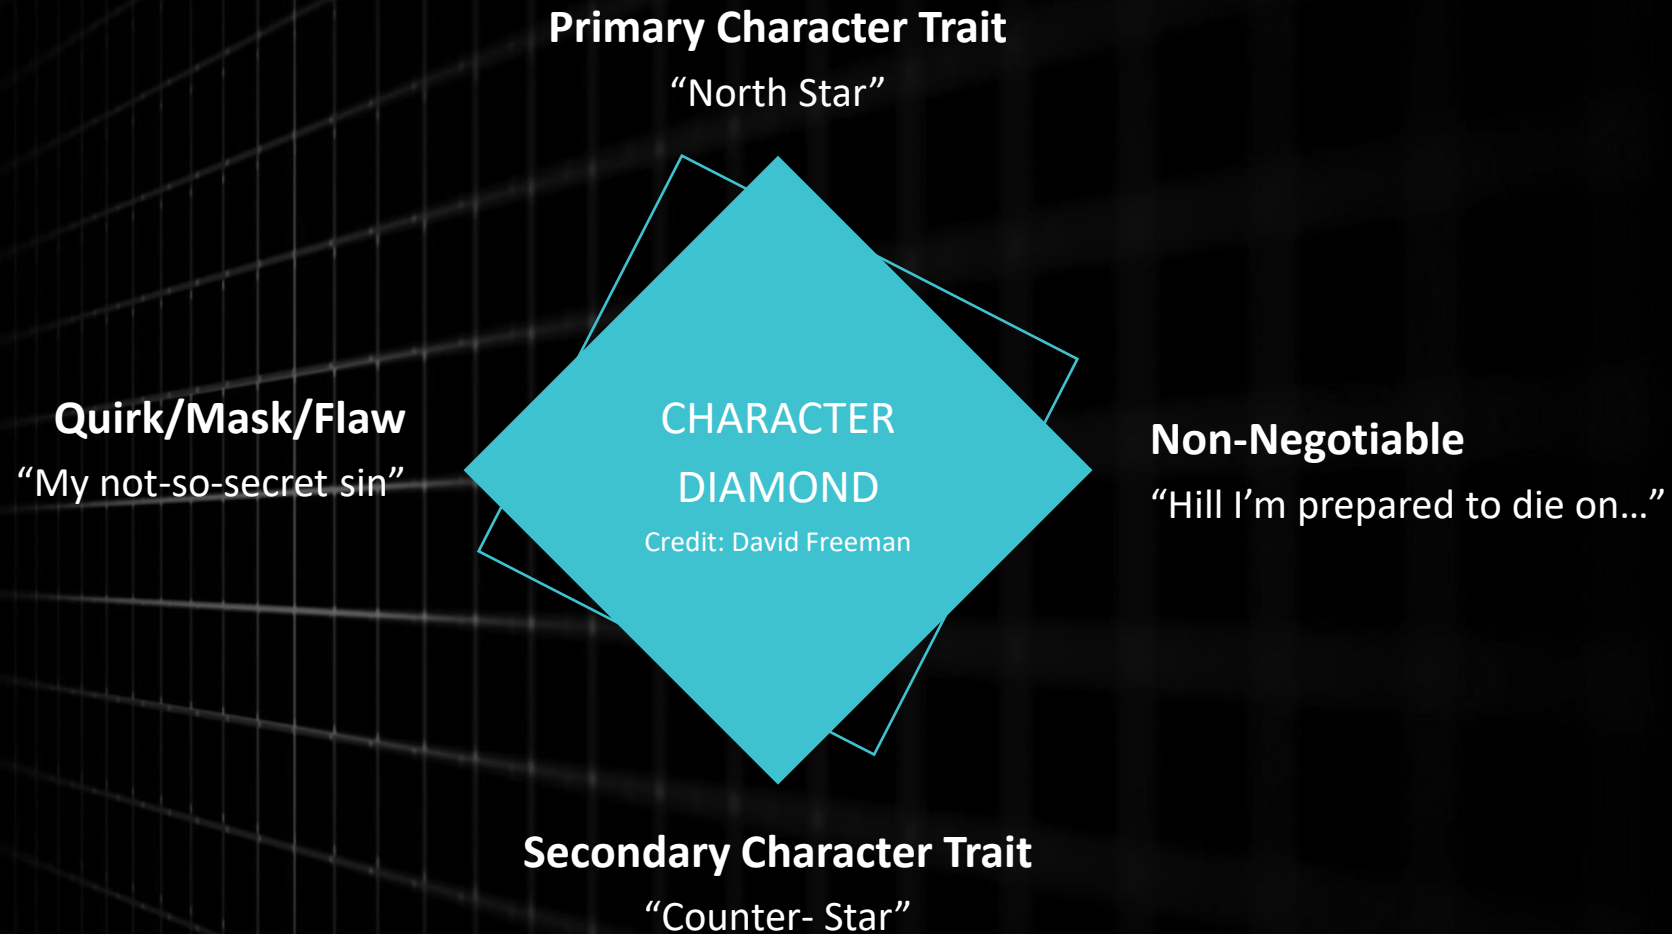 Primary Character Trait
“North Star”
Quirk/Mask/Flaw
“My not-so-secret sin”
CHARACTER
DIAMOND
Credit: David Freeman
Non-Negotiable
“Hill I’m prepared to die on…”
Secondary Character Trait
“Counter- Star”